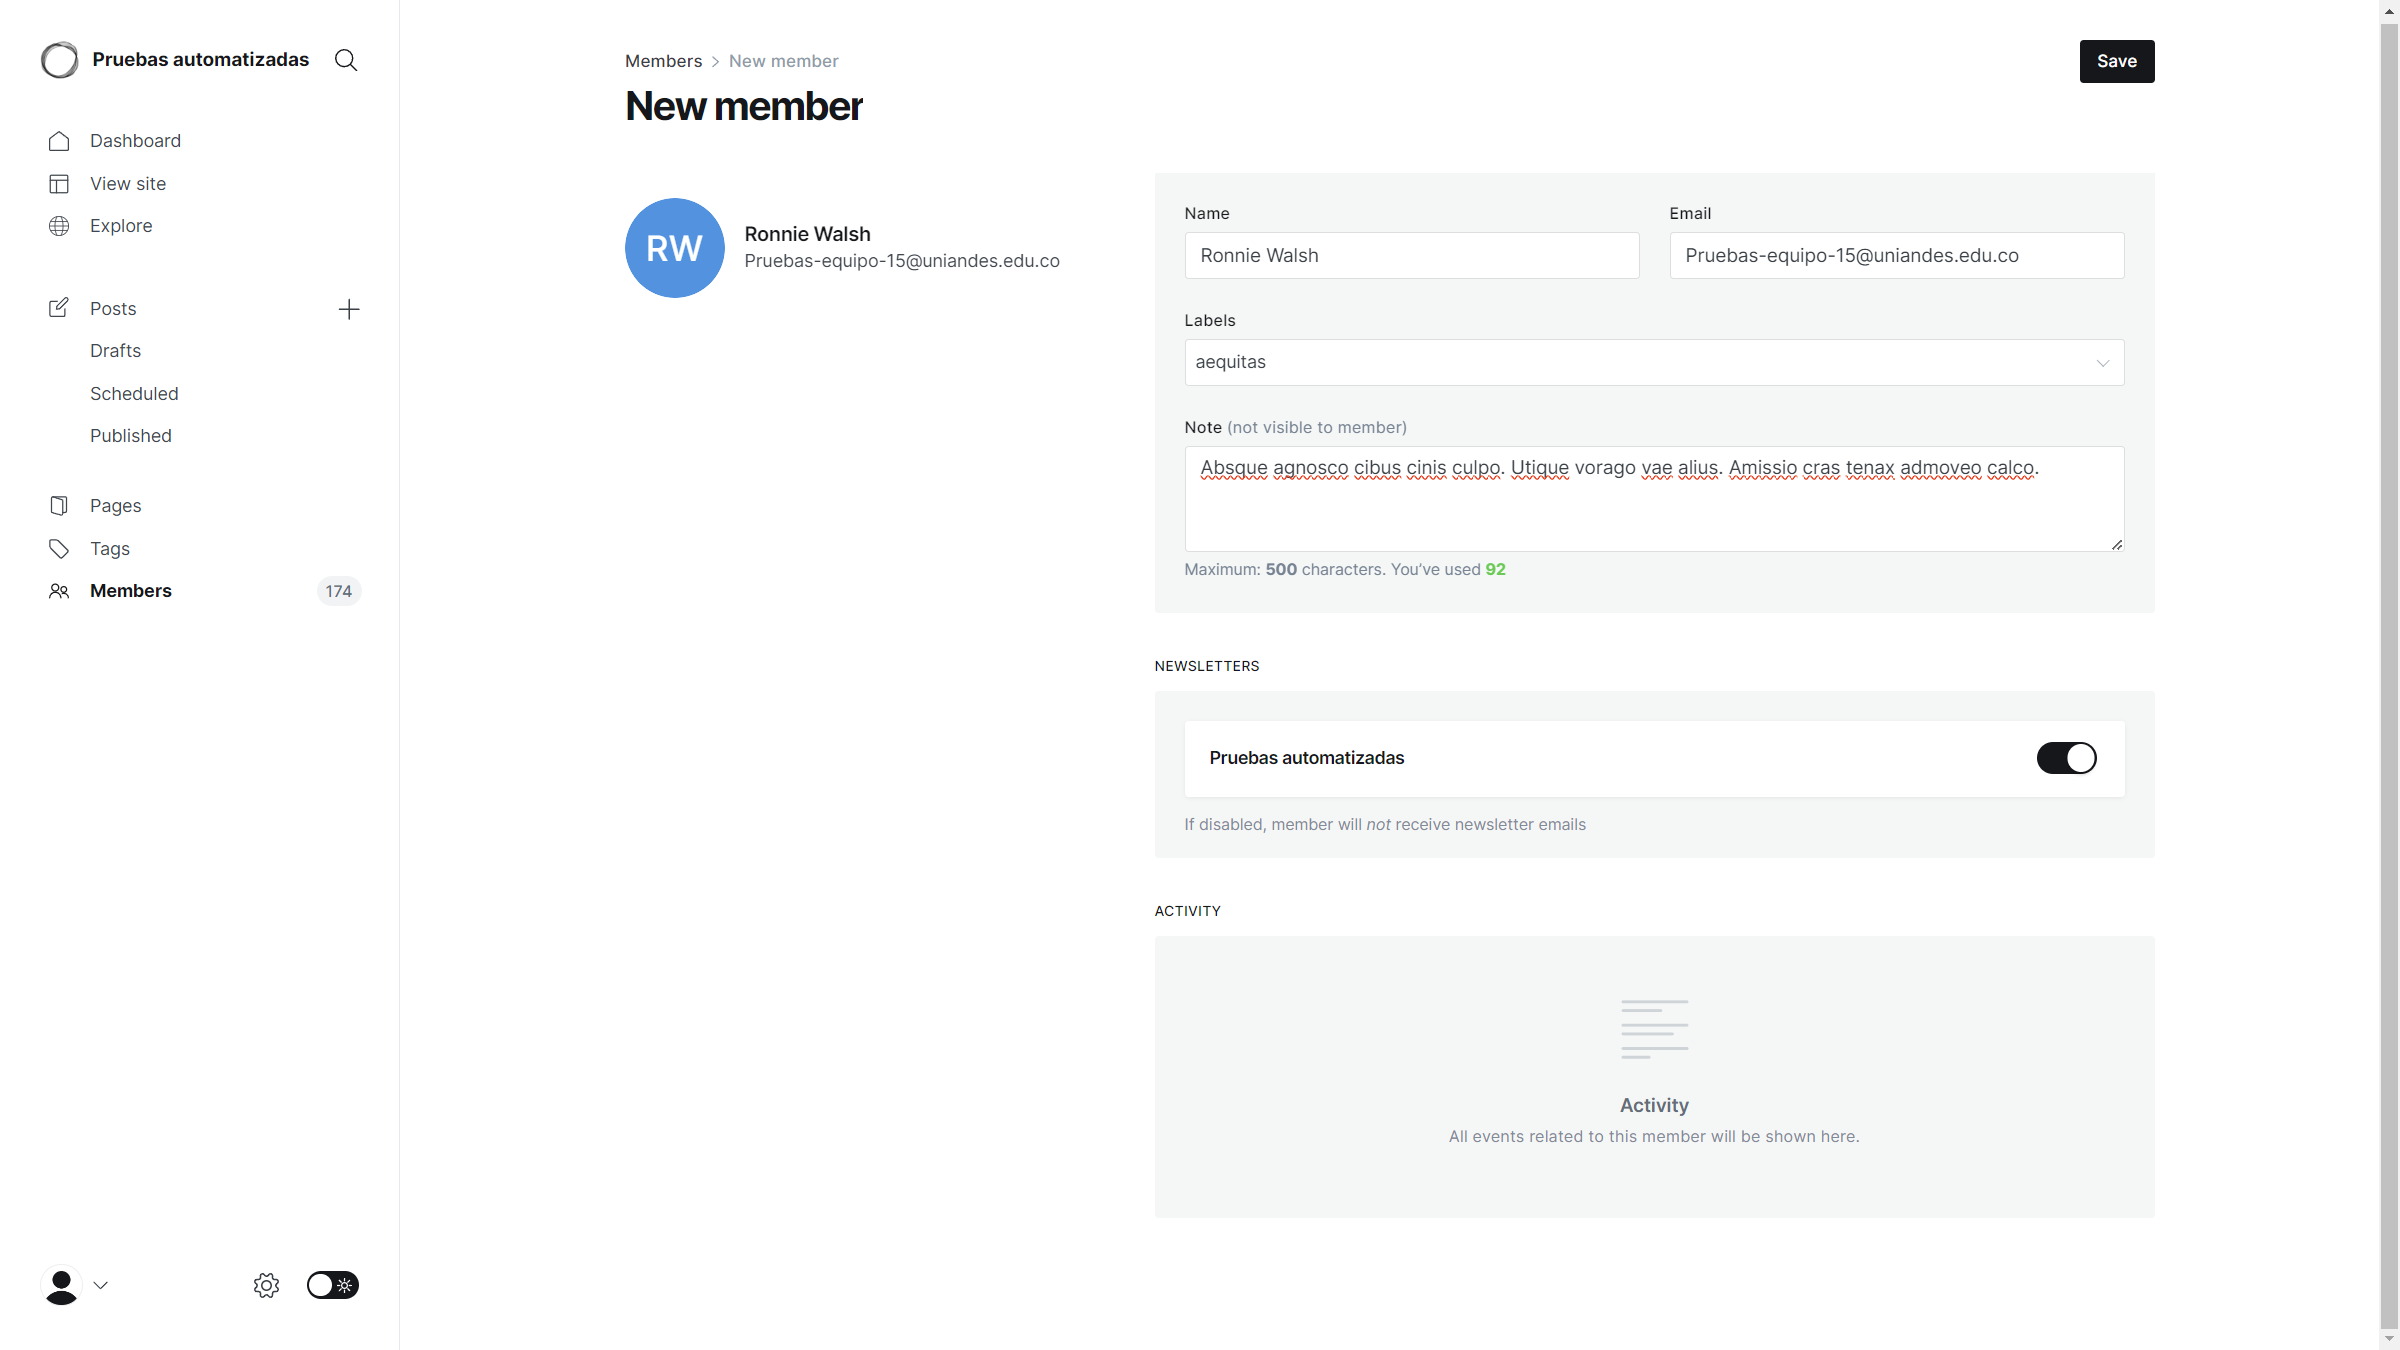 Pruebas automatizadas
Dashboard
View site
Explore
Posts
Drafts
Scheduled
Published
Pages
Tags
Members 174
Members > New member
Save
New member
RW
Ronnie Walsh
Pruebas-equipo-15@uniandes.edu.co
Name
Ronnie Walsh
Email
Pruebas-equipo-15@uniandes.edu.co
Labels
aequitas
Note (not visible to member)
Absque agnosco cibus cinis culpo. Utique vorago vae alius. Amissio cras tenax admoveo calco.
Maximum: 500 characters. You’ve used 92
NEWSLETTERS
Pruebas automatizadas
If disabled, member will not receive newsletter emails
ACTIVITY
Activity
All events related to this member will be shown here.